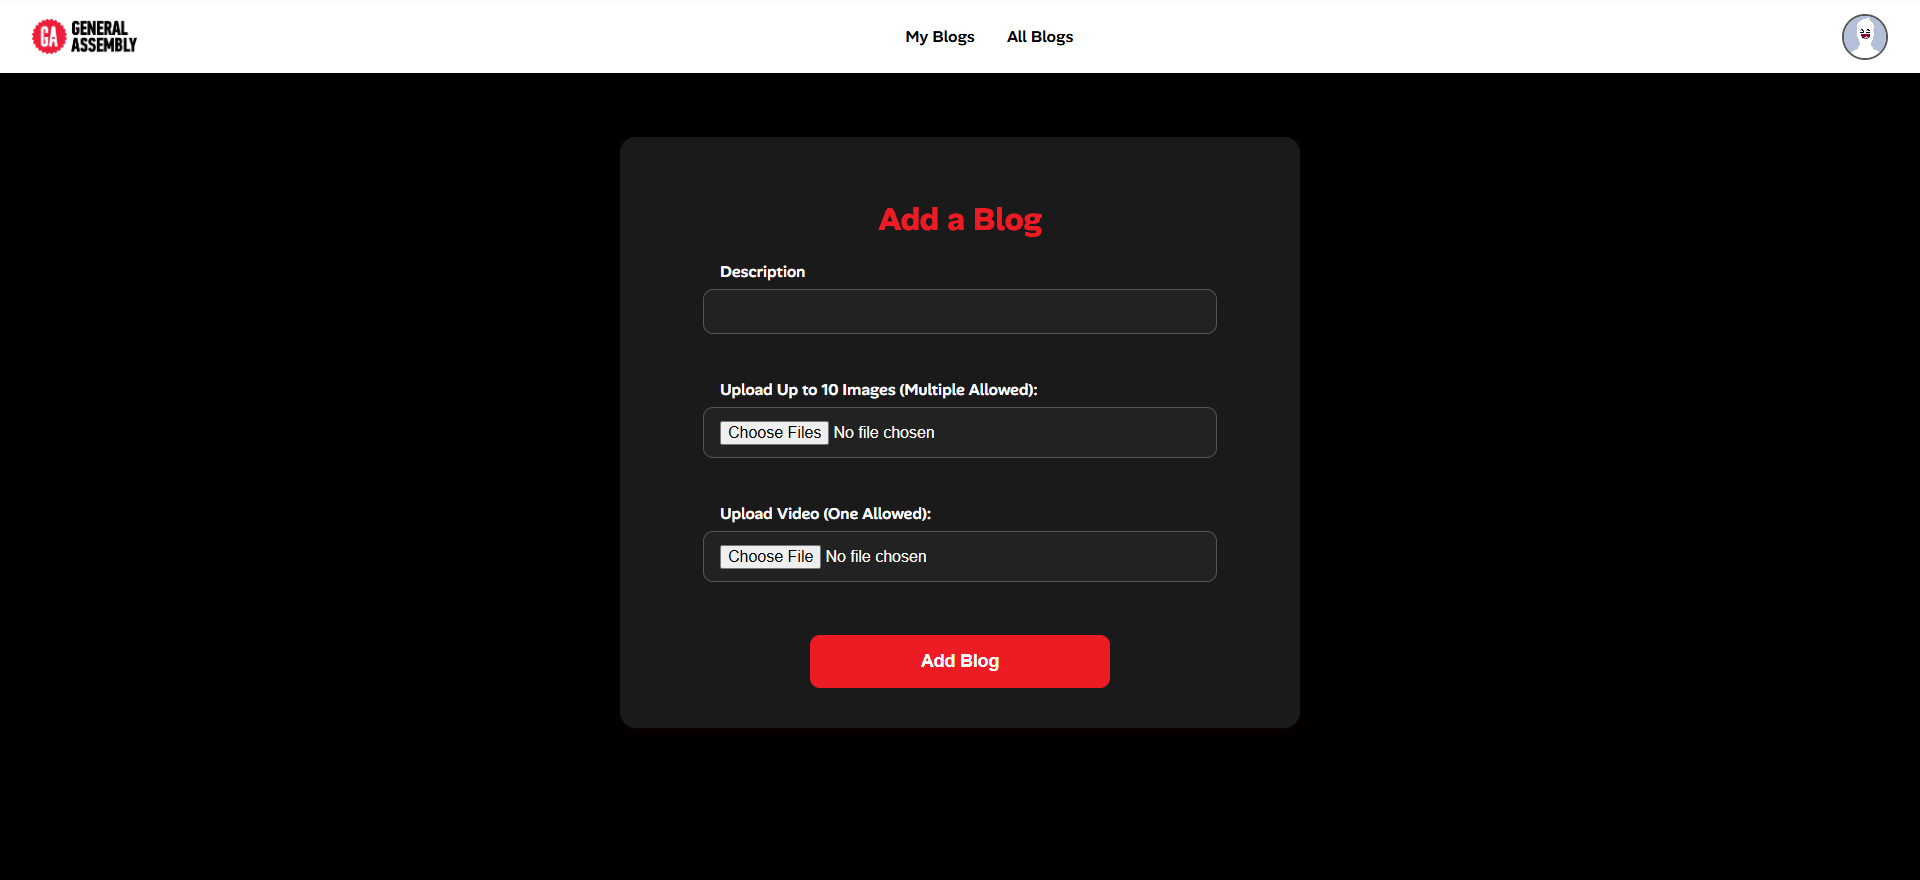 GA GENERAL
ASSEMBLY
My Blogs
All Blogs
Add a Blog
Description
Upload Up to 10 Images (Multiple Allowed):
Choose Files No file chosen
Upload Video (One Allowed):
Choose File No file chosen
Add Blog